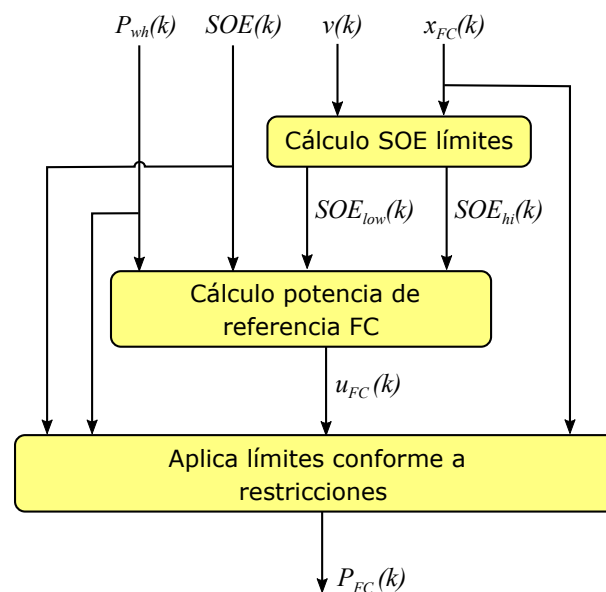 P_wh(k) SOE(k) v(k) x_FC(k)
Cálculo SOE límites
SOE_low(k) SOE_hi(k)
Cálculo potencia de
referencia FC
u_FC(k)
Aplica límites conforme a
restricciones
P_FC(k)